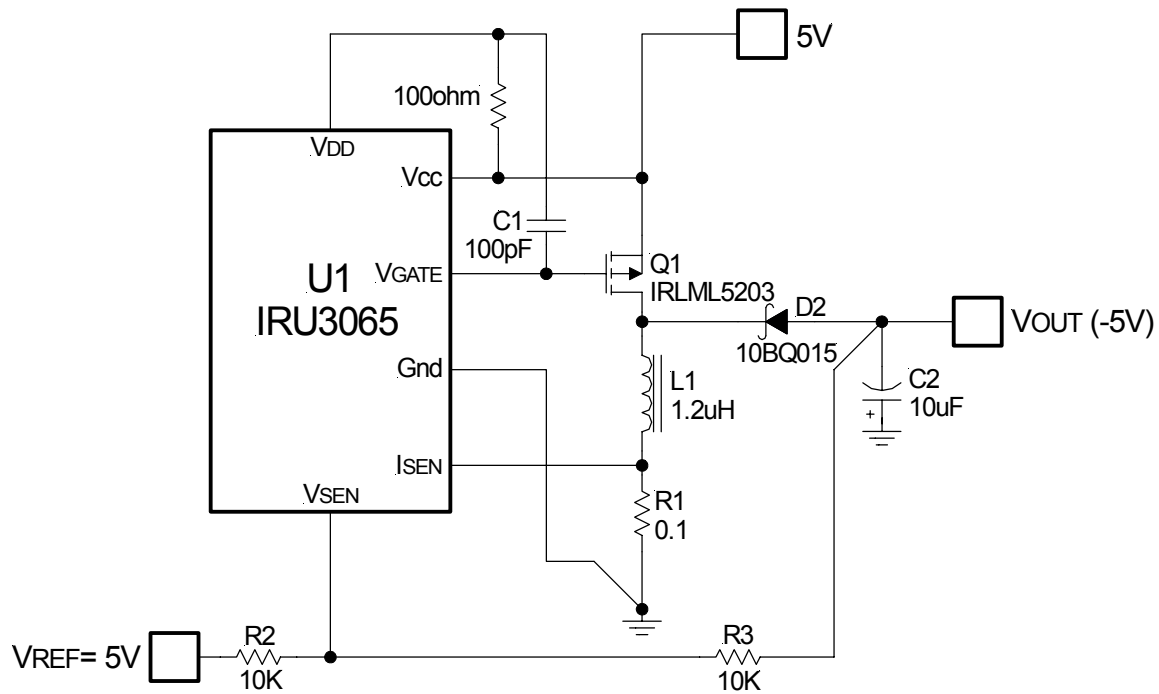 5V
100ohm
VDD
Vcc
C1
100pF
VGATE
Q1
IRLML5203
U1
IRU3065
D2
10BQ015
VOUT (-5V)
Gnd
L1
1.2uH
C2
10uF
+
ISEN
VSEN
R1
0.1
VREF= 5V
R2
10K
R3
10K